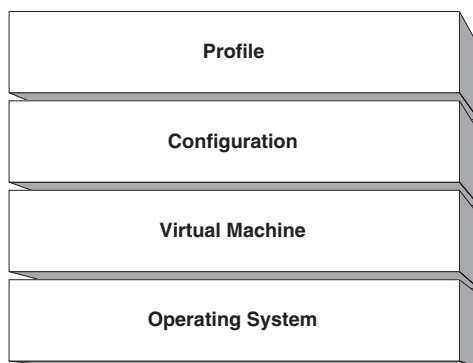 Profile
Configuration
Virtual Machine
Operating System